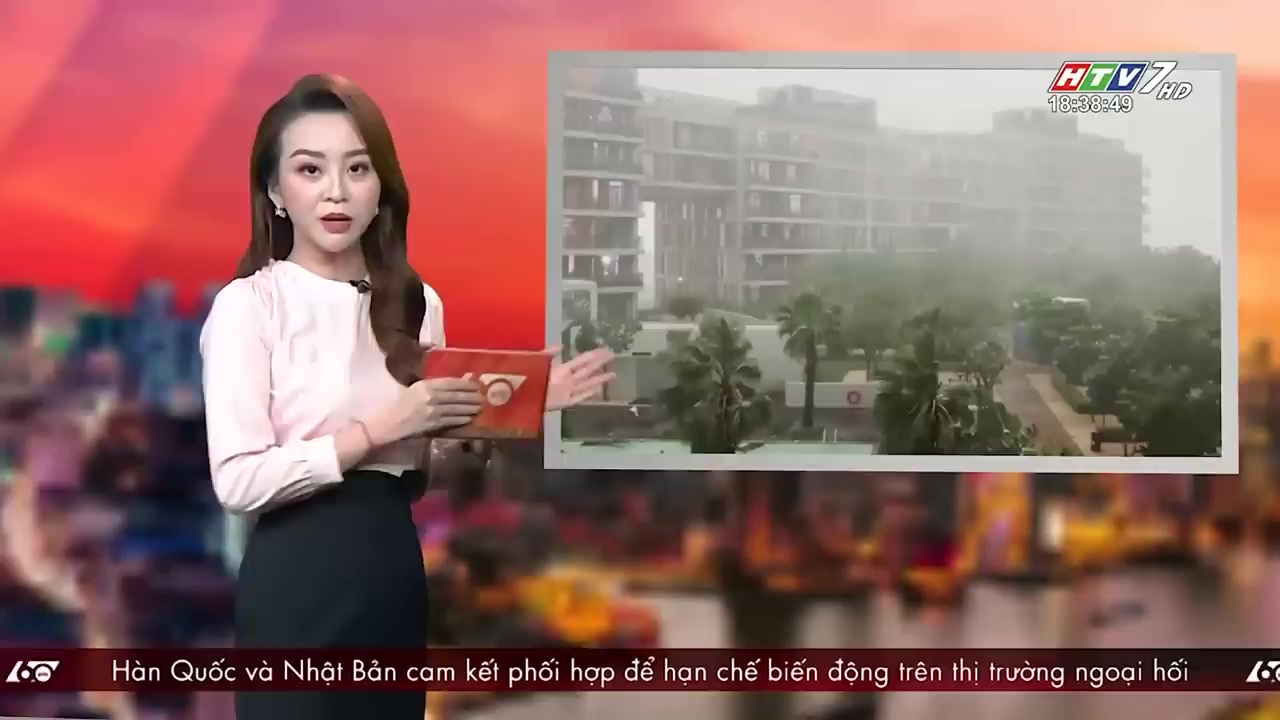 HTV7 HD
18:38:49
Hàn Quốc và Nhật Bản cam kết phối hợp để hạn chế biến động trên thị trường ngoại hối